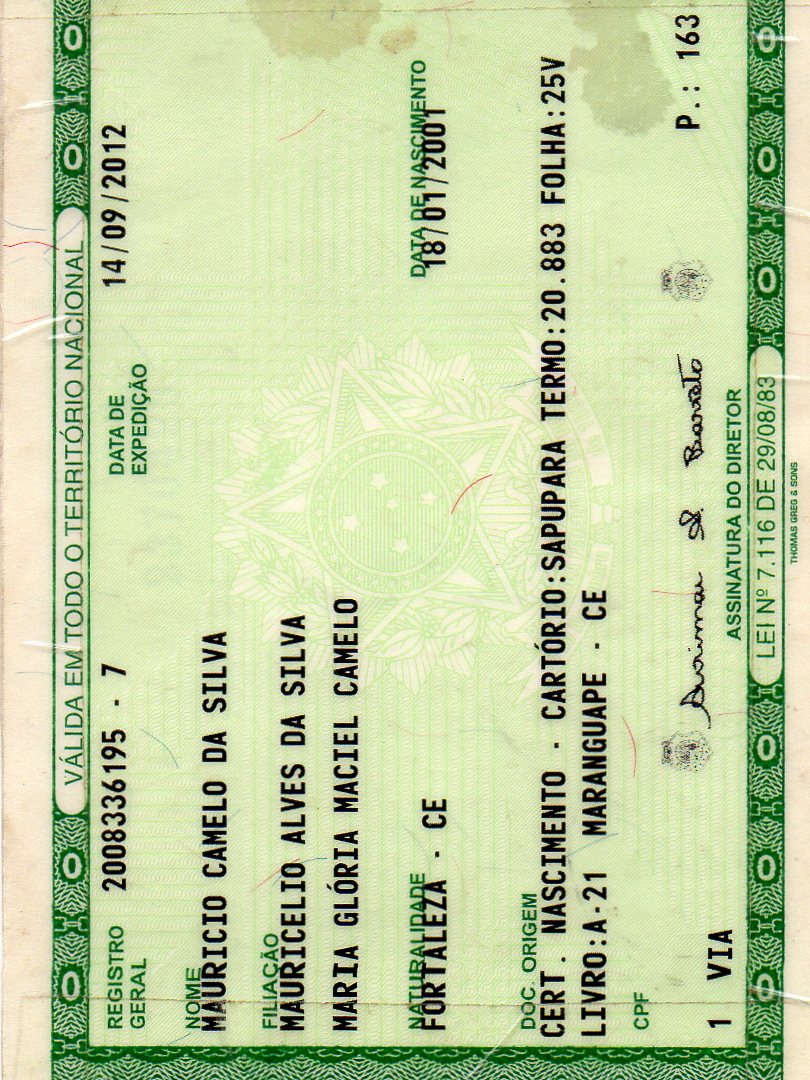 VÁLIDA EM TODO O TERRITÓRIO NACIONAL
REGISTRO GERAL 2008336195 - 7 DATA DE EXPEDIÇÃO 14/09/2012
NOME
MAURICIO CAMELO DA SILVA
FILIAÇÃO
MAURICELIO ALVES DA SILVA
MARIA GLÓRIA MACIEL CAMELO
NATURALIDADE DATA DE NASCIMENTO
FORTALEZA - CE 18/01/2001
DOC. ORIGEM
CERT. NASCIMENTO - CARTÓRIO:SAPUPARA TERMO:20.883 FOLHA:25V
LIVRO:A-21 MARANGUAPE - CE
CPF
1 VIA P.: 163
ASSINATURA DO DIRETOR
LEI Nº 7.116 DE 29/08/83
THOMAS GREG & SONS